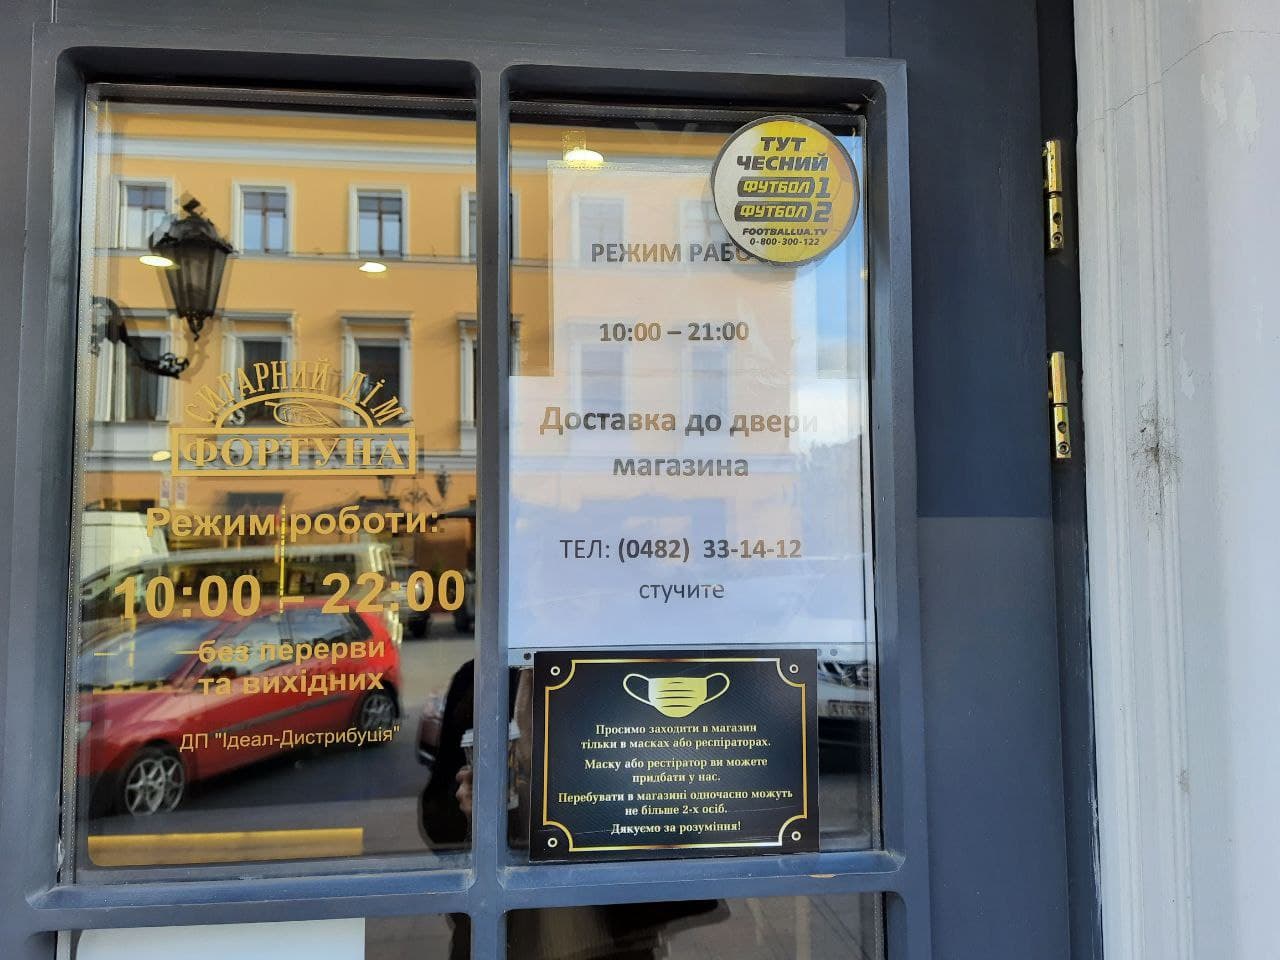 СИГАРНИЙ ДІМ
ФОРТУНА
Режим роботи:
10:00 – 22:00
без перерви
та вихідних
ДП "Ідеал-Дистрибуція"
ТУТ
ЧЕСНИЙ
ФУТБОЛ 1
ФУТБОЛ 2
FOOTBALLUA.TV
0-800-300-122
РЕЖИМ РАБО
10:00 – 21:00
Доставка до двери
магазина
ТЕЛ: (0482) 33-14-12
стучите
Просимо заходити в магазин
тільки в масках або респіраторах.
Маску або рестіратор ви можете
придбати у нас.
Перебувати в магазині одночасно можуть
не більше 2-х осіб.
Дякуємо за розуміння!